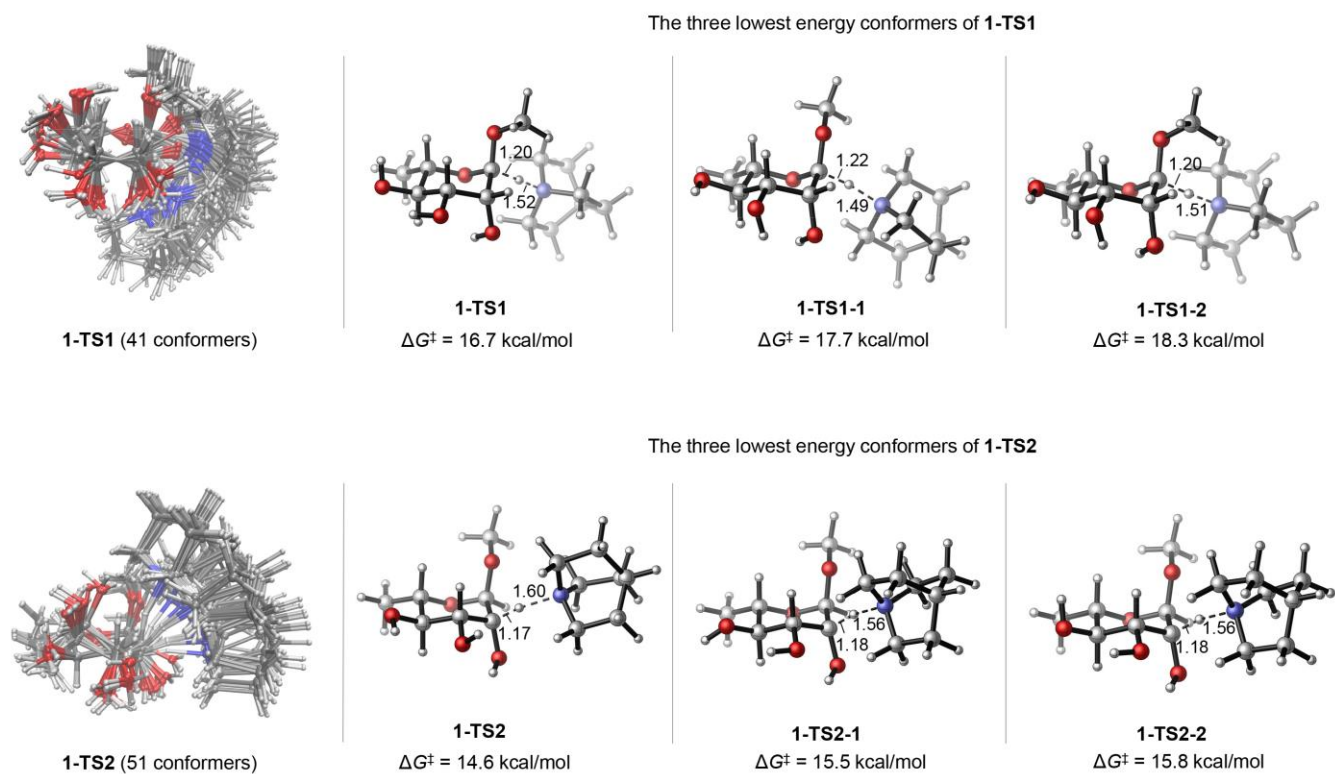 The three lowest energy conformers of 1-TS1
1.20
1.52
1.22
1.49
1.20
1.51
1-TS1 (41 conformers)
1-TS1
ΔG‡ = 16.7 kcal/mol
1-TS1-1
ΔG‡ = 17.7 kcal/mol
1-TS1-2
ΔG‡ = 18.3 kcal/mol
The three lowest energy conformers of 1-TS2
1.60
1.17
1.56
1.18
1.56
1.18
1-TS2 (51 conformers)
1-TS2
ΔG‡ = 14.6 kcal/mol
1-TS2-1
ΔG‡ = 15.5 kcal/mol
1-TS2-2
ΔG‡ = 15.8 kcal/mol